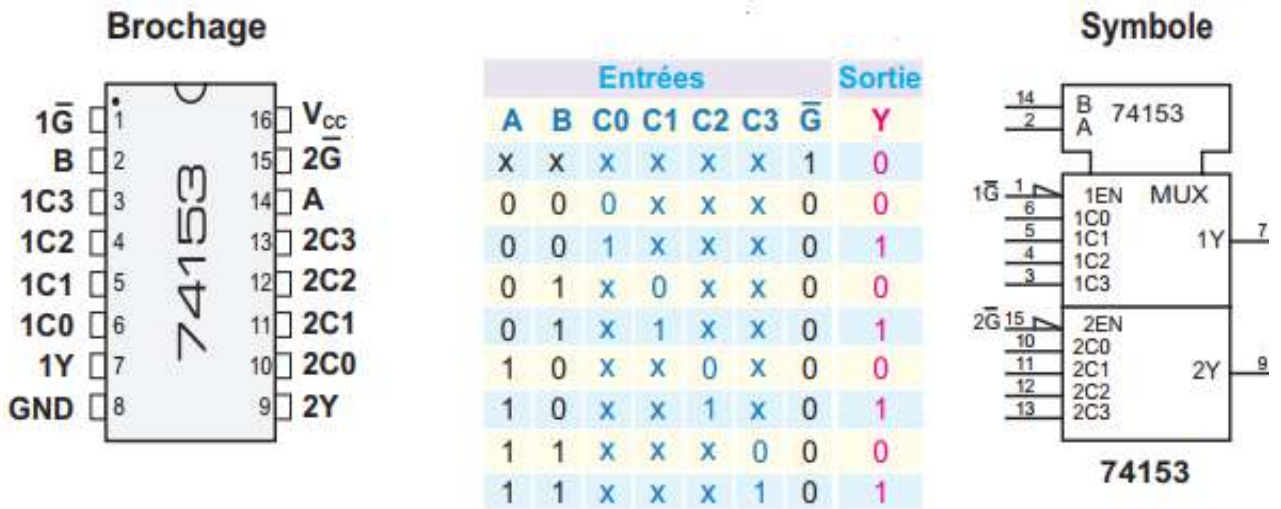 Brochage
1G̅ 1 16 Vcc
B 2 15 2G̅
1C3 3 14 A
1C2 4 13 2C3
1C1 5 12 2C2
1C0 6 11 2C1
1Y 7 10 2C0
GND 8 9 2Y
74153
Entrées Sortie
A B C0 C1 C2 C3 G̅ Y
x x x x x x 1 0
0 0 0 x x x 0 0
0 0 1 x x x 0 1
0 1 x 0 x x 0 0
0 1 x 1 x x 0 1
1 0 x x 0 x 0 0
1 0 x x 1 x 0 1
1 1 x x x 0 0 0
1 1 x x x 1 0 1
Symbole
14 B 74153
2 A
1G̅ 1 1EN MUX
6 1C0
5 1C1 1Y 7
4 1C2
3 1C3
2G̅ 15 2EN
10 2C0
11 2C1 2Y 9
12 2C2
13 2C3
74153